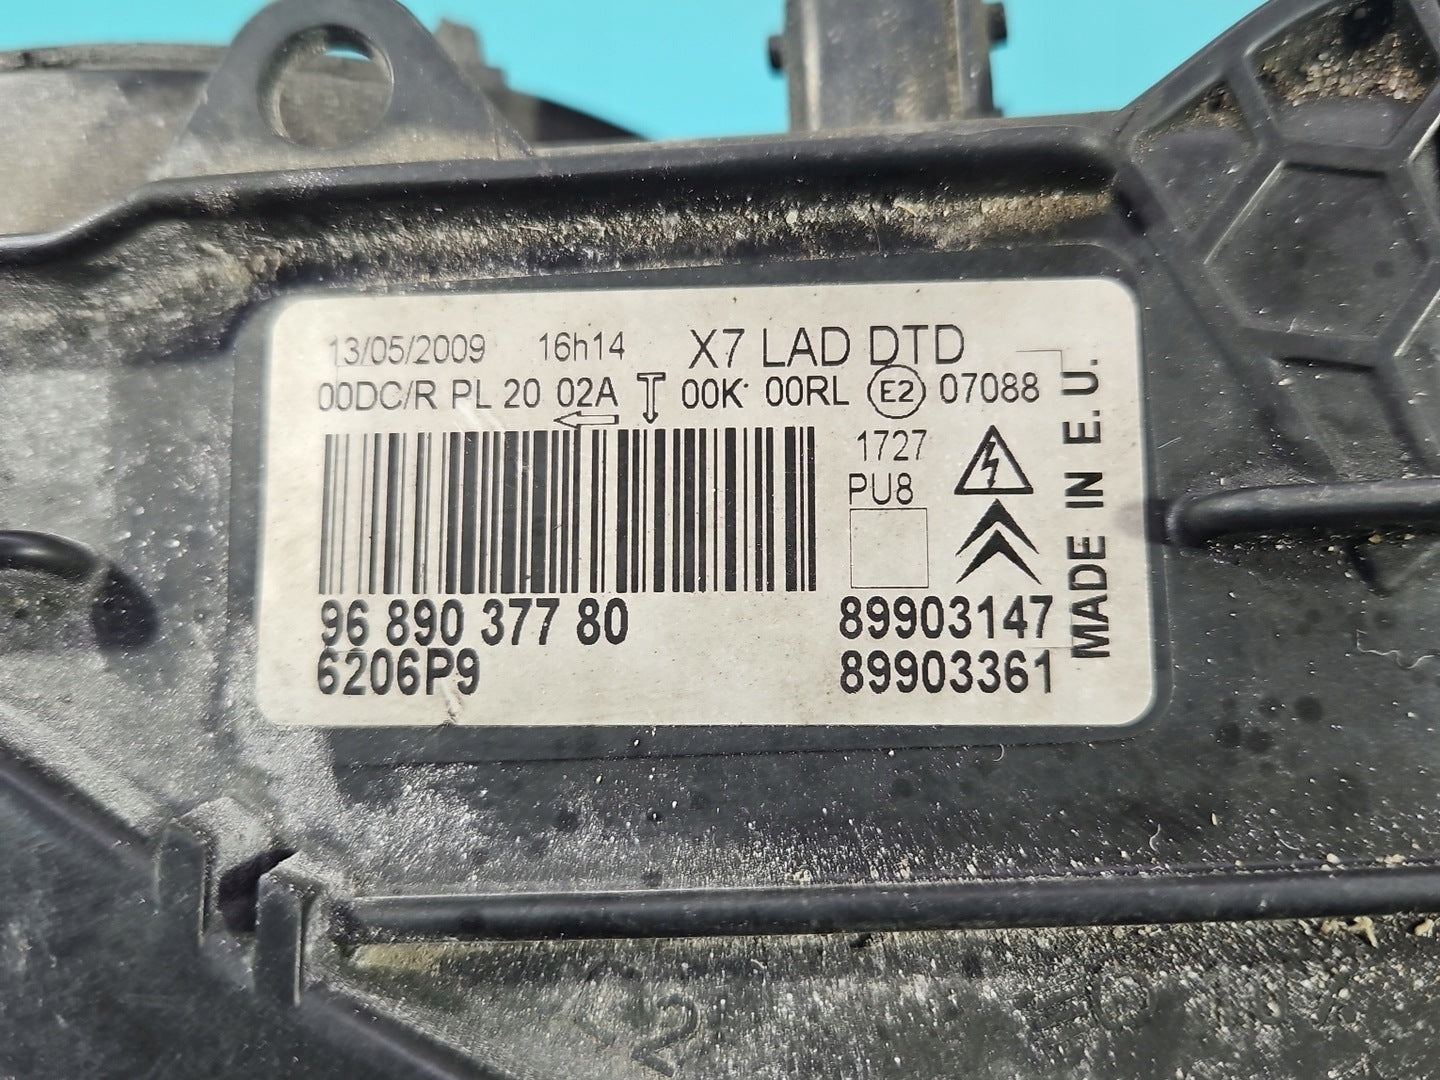 13/05/2009 16h14 X7 LAD DTD
00DC/R PL 20 02A 00K 00RL E2 07088
1727
PU8
96 890 377 80 89903147
6206P9 89903361
MADE IN E.U.
2